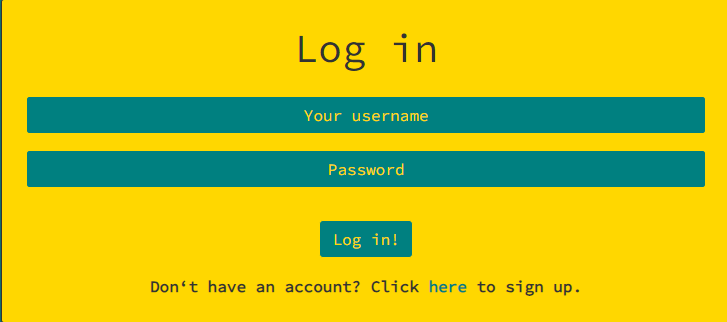 Log in
Your username
Password
Log in!
Don‘t have an account? Click here to sign up.